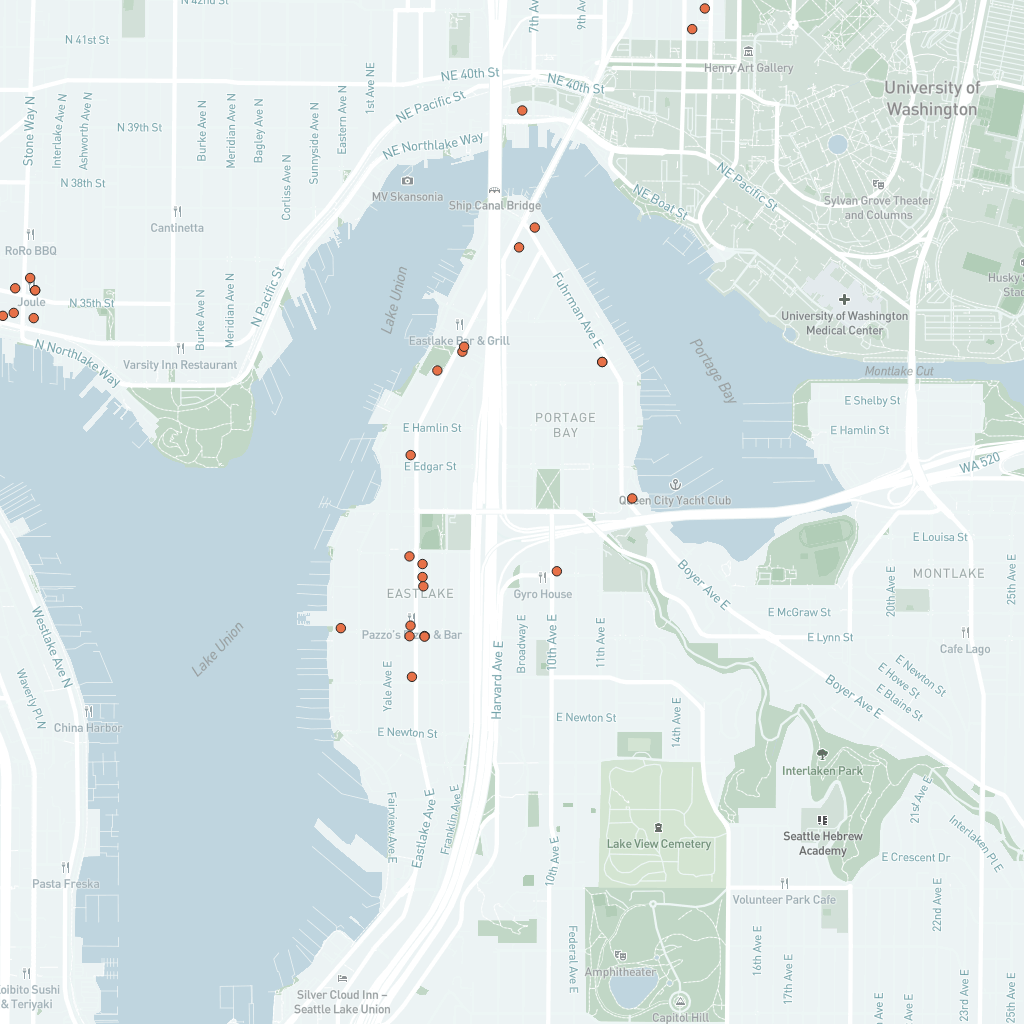 N 42nd St
7th Ave
9th Ave
N 41st St
NE 40th St
NE 40th St
Henry Art Gallery
University of
Washington
1st Ave NE
NE Pacific St
Stone Way N
Interlake Ave N
Ashworth Ave N
N 39th St
Burke Ave N
Meridian Ave N
Bagley Ave N
Sunnyside Ave N
Eastern Ave N
NE Northlake Way
N 38th St
Corliss Ave N
MV Skansonia
Ship Canal Bridge
NE Boat St
NE Pacific St
Sylvan Grove Theater
and Columns
Cantinetta
RoRo BBQ
Joule
N 35th St
Burke Ave N
Meridian Ave N
N Pacific St
Lake Union
Fuhrman Ave E
University of Washington
Medical Center
Husky
N Northlake Way
Varsity Inn Restaurant
Eastlake Bar & Grill
Portage Bay
Montlake Cut
E Shelby St
E Hamlin St
E Hamlin St
PORTAGE
BAY
E Edgar St
WA 520
Queen City Yacht Club
E Louisa St
Boyer Ave E
MONTLAKE
20th Ave E
25th Ave E
EASTLAKE
Gyro House
E McGraw St
Westlake Ave N
Lake Union
Pazzo's Pizza & Bar
Broadway E
10th Ave E
11th Ave E
E Lynn St
Cafe Lago
Waverly Pl N
Yale Ave E
Harvard Ave E
Boyer Ave E
E Newton St
E Howe St
E Blaine St
China Harbor
E Newton St
E Newton St
14th Ave E
Interlaken Park
Fairview Ave E
Eastlake Ave E
Franklin Ave E
10th Ave E
Lake View Cemetery
Seattle Hebrew
Academy
21st Ave E
Interlaken Pl E
E Crescent Dr
Pasta Freska
Volunteer Park Cafe
22nd Ave E
Federal Ave E
16th Ave E
17th Ave E
Amphitheater
Silver Cloud Inn –
Seattle Lake Union
& Teriyaki
Capitol Hill
Ave E
Ave E
23rd Ave E
25th Ave E